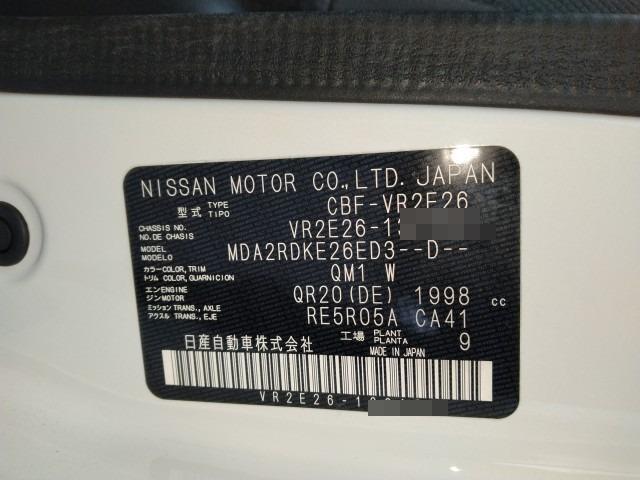 NISSAN MOTOR CO.,LTD. JAPAN
型式 TYPE TIPO CBF-VR2E26
CHASSIS NO. NO. DE CHASIS VR2E26-1
MODEL MODELO MDA2RDKE26ED3--D--
カラー COLOR, TRIM トリム COLOR, GUARNICION QM1 W
エンジン ENGINE MOTOR QR20(DE) 1998 cc
ミッション TRANS., AXLE アクスル TRANS., EJE RE5R05A CA41
工場 PLANT PLANTA 9
日産自動車株式会社 MADE IN JAPAN
VR2E26-1